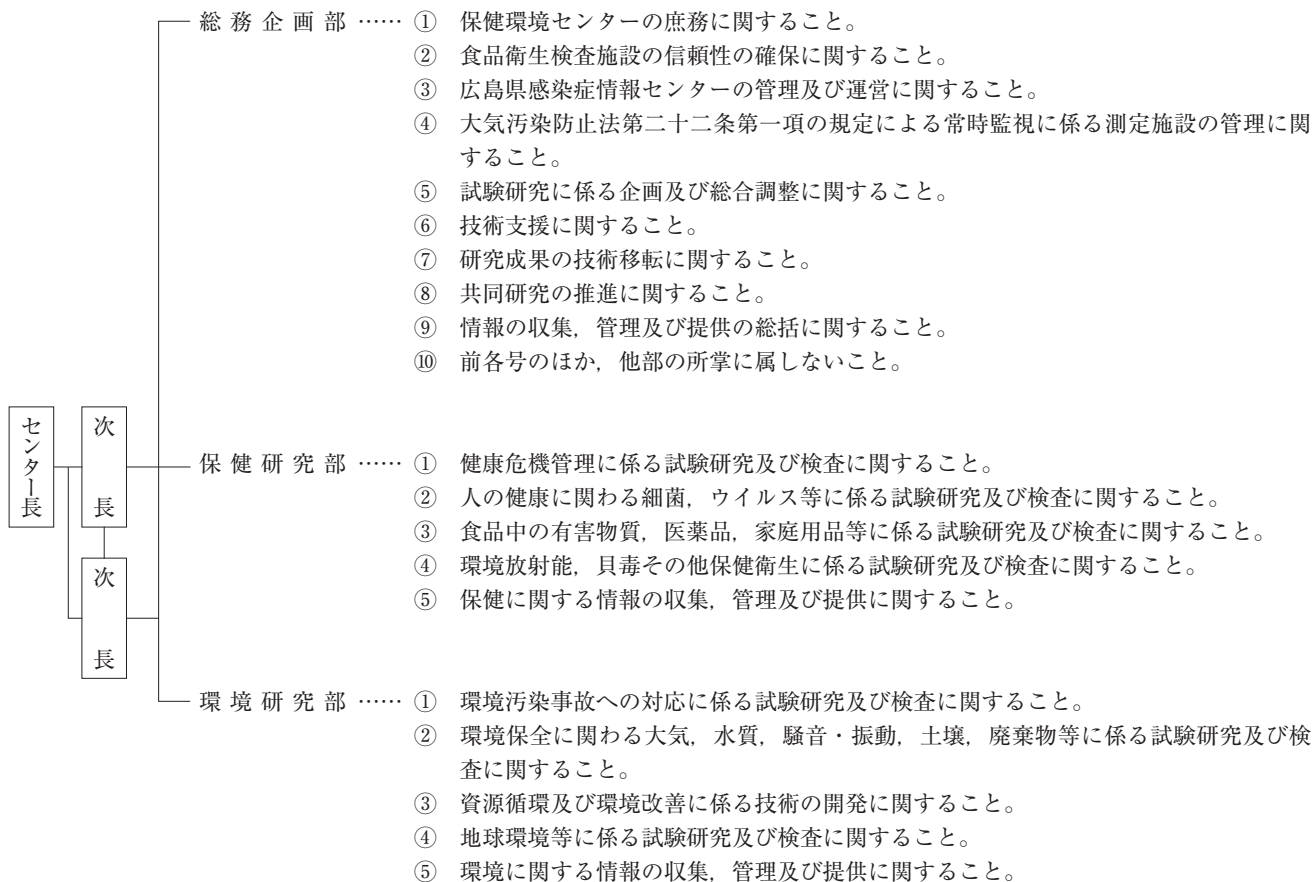 総務企画部 …… ① 保健環境センターの庶務に関すること。
② 食品衛生検査施設の信頼性の確保に関すること。
③ 広島県感染症情報センターの管理及び運営に関すること。
④ 大気汚染防止法第二十二条第一項の規定による常時監視に係る測定施設の管理に関
すること。
⑤ 試験研究に係る企画及び総合調整に関すること。
⑥ 技術支援に関すること。
⑦ 研究成果の技術移転に関すること。
⑧ 共同研究の推進に関すること。
⑨ 情報の収集，管理及び提供の総括に関すること。
⑩ 前各号のほか，他部の所掌に属しないこと。
センター長
次長
次長
保健研究部 …… ① 健康危機管理に係る試験研究及び検査に関すること。
② 人の健康に関わる細菌，ウイルス等に係る試験研究及び検査に関すること。
③ 食品中の有害物質，医薬品，家庭用品等に係る試験研究及び検査に関すること。
④ 環境放射能，貝毒その他保健衛生に係る試験研究及び検査に関すること。
⑤ 保健に関する情報の収集，管理及び提供に関すること。
環境研究部 …… ① 環境汚染事故への対応に係る試験研究及び検査に関すること。
② 環境保全に関わる大気，水質，騒音・振動，土壌，廃棄物等に係る試験研究及び検
査に関すること。
③ 資源循環及び環境改善に係る技術の開発に関すること。
④ 地球環境等に係る試験研究及び検査に関すること。
⑤ 環境に関する情報の収集，管理及び提供に関すること。